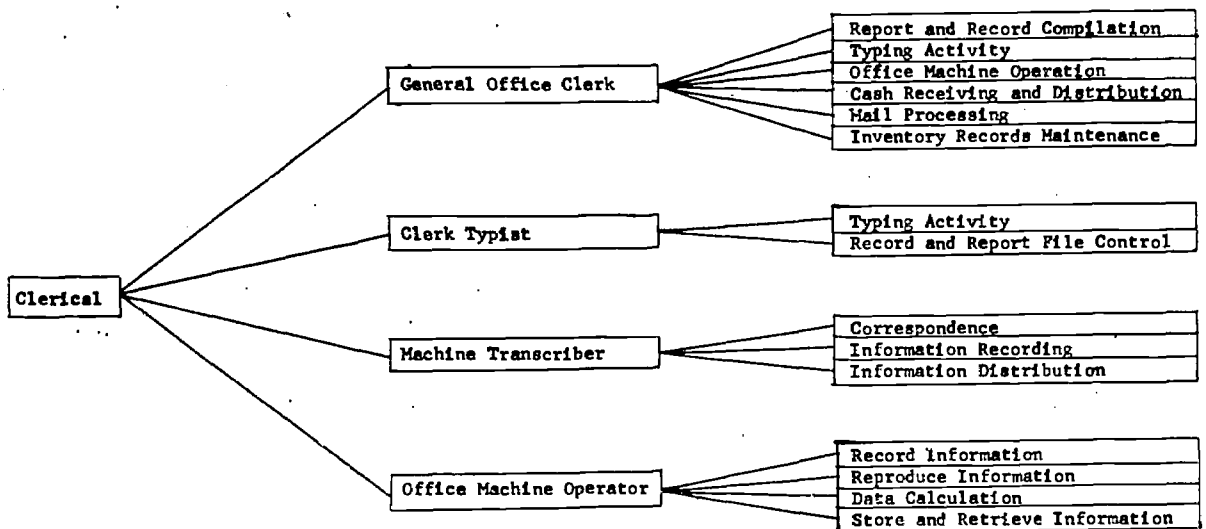 Report and Record Compilation
Typing Activity
General Office Clerk
Office Machine Operation
Cash Receiving and Distribution
Mail Processing
Inventory Records Maintenance
Clerk Typist
Typing Activity
Record and Report File Control
Clerical
Machine Transcriber
Correspondence
Information Recording
Information Distribution
Office Machine Operator
Record Information
Reproduce Information
Data Calculation
Store and Retrieve Information